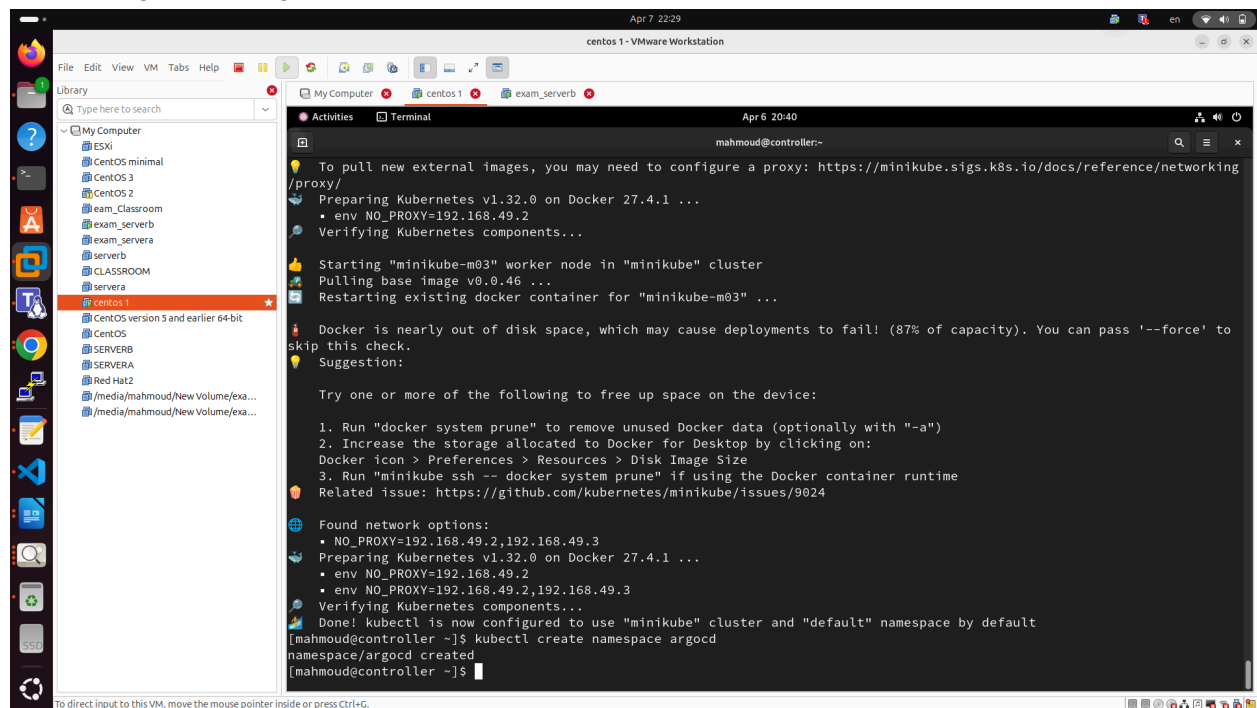 Apr 7 22:29
en
centos 1 - VMware Workstation
File Edit View VM Tabs Help
Library
Type here to search
My Computer
ESXi
CentOS minimal
CentOS 3
CentOS 2
eam_Classroom
exam_serverb
exam_servera
serverb
CLASSROOM
servera
centos 1
CentOS version 5 and earlier 64-bit
CentOS
SERVERB
SERVERA
Red Hat2
/media/mahmoud/New Volume/exa...
/media/mahmoud/New Volume/exa...
My Computer
centos 1
exam_serverb
Activities
Terminal
Apr 6 20:40
mahmoud@controller:~
To pull new external images, you may need to configure a proxy: https://minikube.sigs.k8s.io/docs/reference/networking
/proxy/
Preparing Kubernetes v1.32.0 on Docker 27.4.1 ...
▪ env NO_PROXY=192.168.49.2
Verifying Kubernetes components...
Starting "minikube-m03" worker node in "minikube" cluster
Pulling base image v0.0.46 ...
Restarting existing docker container for "minikube-m03" ...
Docker is nearly out of disk space, which may cause deployments to fail! (87% of capacity). You can pass '--force' to
skip this check.
Suggestion:
Try one or more of the following to free up space on the device:
1. Run "docker system prune" to remove unused Docker data (optionally with "-a")
2. Increase the storage allocated to Docker for Desktop by clicking on:
Docker icon > Preferences > Resources > Disk Image Size
3. Run "minikube ssh -- docker system prune" if using the Docker container runtime
Related issue: https://github.com/kubernetes/minikube/issues/9024
Found network options:
▪ NO_PROXY=192.168.49.2,192.168.49.3
Preparing Kubernetes v1.32.0 on Docker 27.4.1 ...
▪ env NO_PROXY=192.168.49.2
▪ env NO_PROXY=192.168.49.2,192.168.49.3
Verifying Kubernetes components...
Done! kubectl is now configured to use "minikube" cluster and "default" namespace by default
[mahmoud@controller ~]$ kubectl create namespace argocd
namespace/argocd created
[mahmoud@controller ~]$
To direct input to this VM, move the mouse pointer inside or press Ctrl+G.